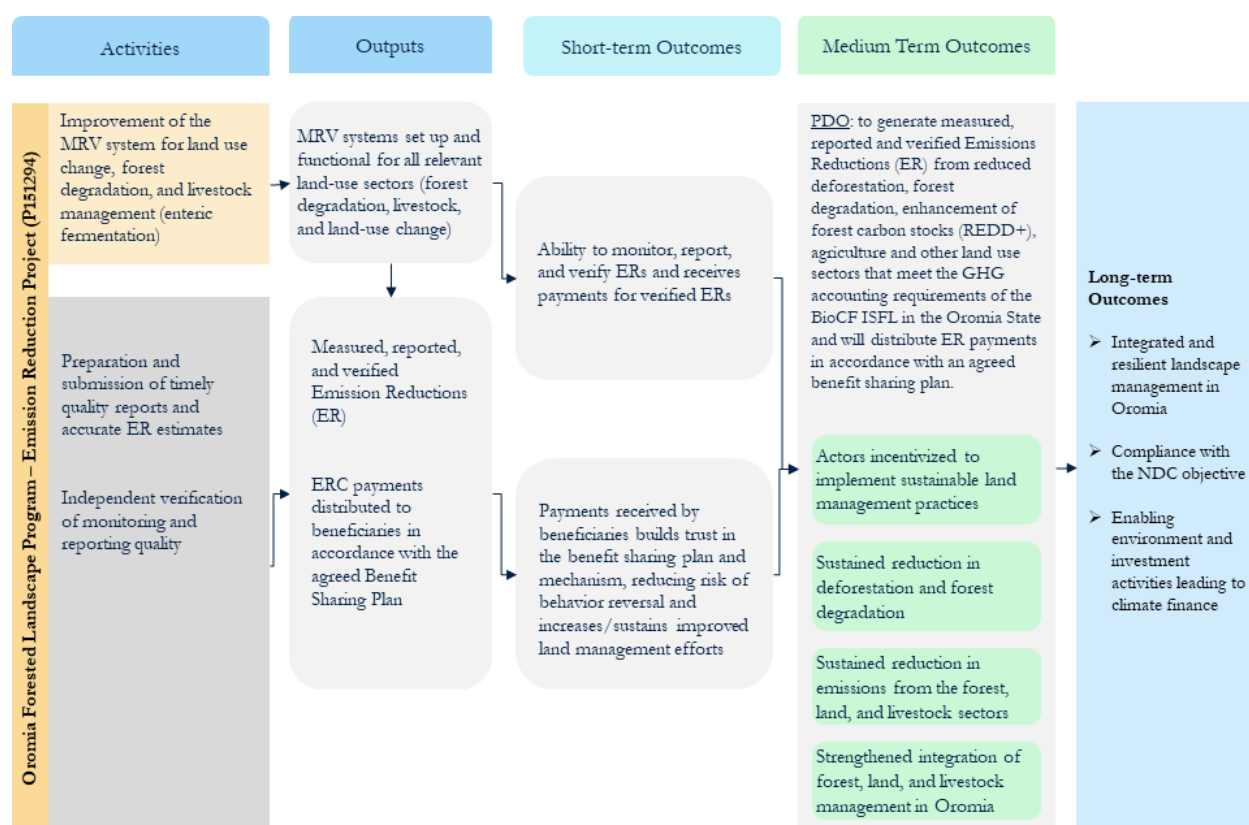 Activities
Outputs
Short-term Outcomes
Medium Term Outcomes
Oromia Forested Landscape Program – Emission Reduction Project (P151294)
Improvement of the
MRV system for land use
change, forest
degradation, and livestock
management (enteric
fermentation)
Preparation and
submission of timely
quality reports and
accurate ER estimates
Independent verification
of monitoring and
reporting quality
MRV systems set up and
functional for all relevant
land-use sectors (forest
degradation, livestock,
and land-use change)
Measured, reported,
and verified
Emission Reductions
(ER)
ERC payments
distributed to
beneficiaries in
accordance with the
agreed Benefit
Sharing Plan
Ability to monitor, report,
and verify ERs and receives
payments for verified ERs
Payments received by
beneficiaries builds trust in
the benefit sharing plan and
mechanism, reducing risk of
behavior reversal and
increases/sustains improved
land management efforts
PDO: to generate measured,
reported and verified Emissions
Reductions (ER) from reduced
deforestation, forest
degradation, enhancement of
forest carbon stocks (REDD+),
agriculture and other land use
sectors that meet the GHG
accounting requirements of the
BioCF ISFL in the Oromia State
and will distribute ER payments
in accordance with an agreed
benefit sharing plan.
Actors incentivized to
implement sustainable land
management practices
Sustained reduction in
deforestation and forest
degradation
Sustained reduction in
emissions from the forest,
land, and livestock sectors
Strengthened integration of
forest, land, and livestock
management in Oromia
Long-term
Outcomes
➤ Integrated and
resilient landscape
management in
Oromia
➤ Compliance with
the NDC objective
➤ Enabling
environment and
investment
activities leading to
climate finance